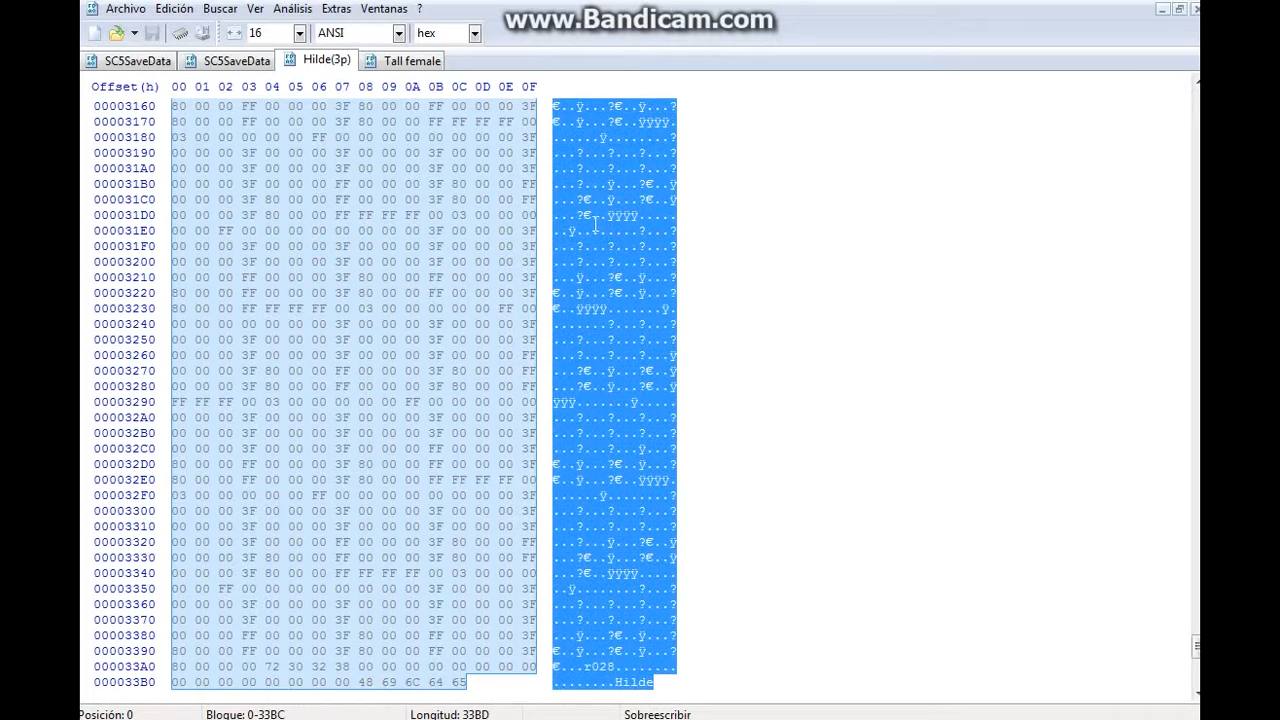 Archivo Edición Buscar Ver Análisis Extras Ventanas ?
www.Bandicam.com
16 ANSI hex
SC5SaveData SC5SaveData Hilde(3p) Tall female
Offset(h) 00 01 02 03 04 05 06 07 08 09 0A 0B 0C 0D 0E 0F
00003160 80 00 00 FF 00 00 00 3F 80 00 00 FF 00 00 00 3F €..ÿ...?€..ÿ...?
00003170 80 00 00 FF 00 00 00 3F 80 00 00 FF FF FF FF 00 €..ÿ...?€..ÿÿÿÿ.
00003180 03 00 00 00 00 00 FF 00 00 00 00 00 00 00 00 3F ......ÿ........?
00003190 00 00 00 3F 00 00 00 3F 00 00 00 3F 00 00 00 3F ...?...?...?...?
000031A0 00 00 00 3F 00 00 00 3F 00 00 00 3F 00 00 00 3F ...?...?...?...?
000031B0 00 00 00 3F 00 00 00 FF 00 00 00 3F 80 00 00 FF ...?...ÿ...?€..ÿ
000031C0 00 00 00 3F 80 00 00 FF 00 00 00 3F 80 00 00 FF ...?€..ÿ...?€..ÿ
000031D0 00 00 00 3F 80 00 00 FF FF FF FF 00 03 00 00 00 ...?€..ÿÿÿÿ.....
000031E0 00 00 FF 00 00 00 00 00 00 00 00 3F 00 00 00 3F ..ÿ........?...?
000031F0 00 00 00 3F 00 00 00 3F 00 00 00 3F 00 00 00 3F ...?...?...?...?
00003200 00 00 00 3F 00 00 00 3F 00 00 00 3F 00 00 00 3F ...?...?...?...?
00003210 00 00 00 FF 00 00 00 3F 80 00 00 FF 00 00 00 3F ...ÿ...?€..ÿ...?
00003220 80 00 00 FF 00 00 00 3F 80 00 00 FF 00 00 00 3F €..ÿ...?€..ÿ...?
00003230 80 00 00 FF FF FF FF 00 03 00 00 00 00 00 FF 00 €..ÿÿÿÿ.......ÿ.
00003240 00 00 00 00 00 00 00 3F 00 00 00 3F 00 00 00 3F .......?...?...?
00003250 00 00 00 3F 00 00 00 3F 00 00 00 3F 00 00 00 3F ...?...?...?...?
00003260 00 00 00 3F 00 00 00 3F 00 00 00 3F 00 00 00 FF ...?...?...?...ÿ
00003270 00 00 00 3F 80 00 00 FF 00 00 00 3F 80 00 00 FF ...?€..ÿ...?€..ÿ
00003280 00 00 00 3F 80 00 00 FF 00 00 00 3F 80 00 00 FF ...?€..ÿ...?€..ÿ
00003290 FF FF FF 00 03 00 00 00 00 00 FF 00 00 00 00 00 ÿÿÿ.......ÿ.....
000032A0 00 00 00 3F 00 00 00 3F 00 00 00 3F 00 00 00 3F ...?...?...?...?
000032B0 00 00 00 3F 00 00 00 3F 00 00 00 3F 00 00 00 3F ...?...?...?...?
000032C0 00 00 00 3F 00 00 00 3F 00 00 00 FF 00 00 00 3F ...?...?...ÿ...?
000032D0 80 00 00 FF 00 00 00 3F 80 00 00 FF 00 00 00 3F €..ÿ...?€..ÿ...?
000032E0 80 00 00 FF 00 00 00 3F 80 00 00 FF FF FF FF 00 €..ÿ...?€..ÿÿÿÿ.
000032F0 03 00 00 00 00 00 FF 00 00 00 00 00 00 00 00 3F ......ÿ........?
00003300 00 00 00 3F 00 00 00 3F 00 00 00 3F 00 00 00 3F ...?...?...?...?
00003310 00 00 00 3F 00 00 00 3F 00 00 00 3F 00 00 00 3F ...?...?...?...?
00003320 00 00 00 3F 00 00 00 FF 00 00 00 3F 80 00 00 FF ...?...ÿ...?€..ÿ
00003330 00 00 00 3F 80 00 00 FF 00 00 00 3F 80 00 00 FF ...?€..ÿ...?€..ÿ
00003340 00 00 00 3F 80 00 00 FF FF FF FF 00 03 00 00 00 ...?€..ÿÿÿÿ.....
00003350 00 00 FF 00 00 00 00 00 00 00 00 3F 00 00 00 3F ..ÿ........?...?
00003360 00 00 00 3F 00 00 00 3F 00 00 00 3F 00 00 00 3F ...?...?...?...?
00003370 00 00 00 3F 00 00 00 3F 00 00 00 3F 00 00 00 3F ...?...?...?...?
00003380 00 00 00 FF 00 00 00 3F 80 00 00 FF 00 00 00 3F ...ÿ...?€..ÿ...?
00003390 80 00 00 FF 00 00 00 3F 80 00 00 FF 00 00 00 3F €..ÿ...?€..ÿ...?
000033A0 80 00 00 00 72 30 32 38 00 00 00 00 00 00 00 00 €...r028........
000033B0 00 00 00 00 00 00 00 00 48 69 6C 64 65 ........Hilde
Posición: 0 Bloque: 0-33BC Longitud: 33BD Sobreescribir